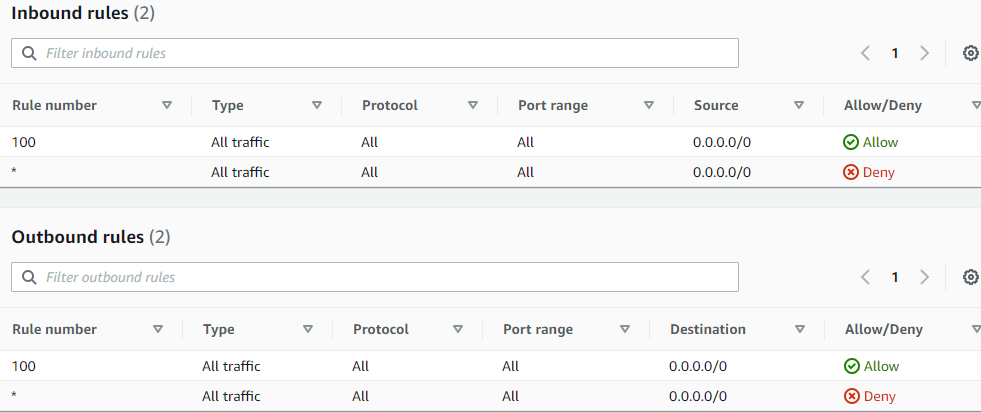 Inbound rules (2)
Filter inbound rules 1
Rule number Type Protocol Port range Source Allow/Deny
100 All traffic All All 0.0.0.0/0 Allow
* All traffic All All 0.0.0.0/0 Deny
Outbound rules (2)
Filter outbound rules 1
Rule number Type Protocol Port range Destination Allow/Deny
100 All traffic All All 0.0.0.0/0 Allow
* All traffic All All 0.0.0.0/0 Deny